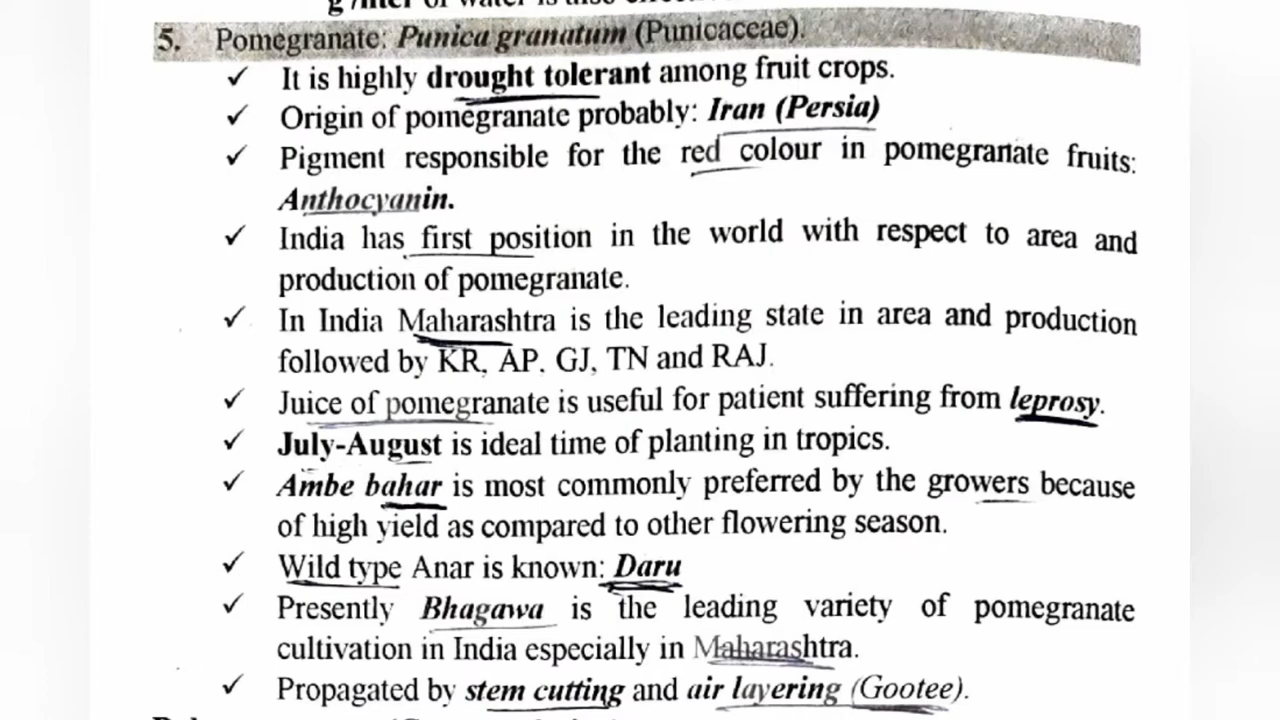 g/liter of water is also
5. Pomegranate: Punica granatum (Punicaceae).
✓ It is highly drought tolerant among fruit crops.
✓ Origin of pomegranate probably: Iran (Persia)
✓ Pigment responsible for the red colour in pomegranate fruits:
Anthocyanin.
✓ India has first position in the world with respect to area and
production of pomegranate.
✓ In India Maharashtra is the leading state in area and production
followed by KR, AP, GJ, TN and RAJ.
✓ Juice of pomegranate is useful for patient suffering from leprosy.
✓ July-August is ideal time of planting in tropics.
✓ Ambe bahar is most commonly preferred by the growers because
of high yield as compared to other flowering season.
✓ Wild type Anar is known: Daru
✓ Presently Bhagawa is the leading variety of pomegranate
cultivation in India especially in Maharashtra.
✓ Propagated by stem cutting and air layering (Gootee).